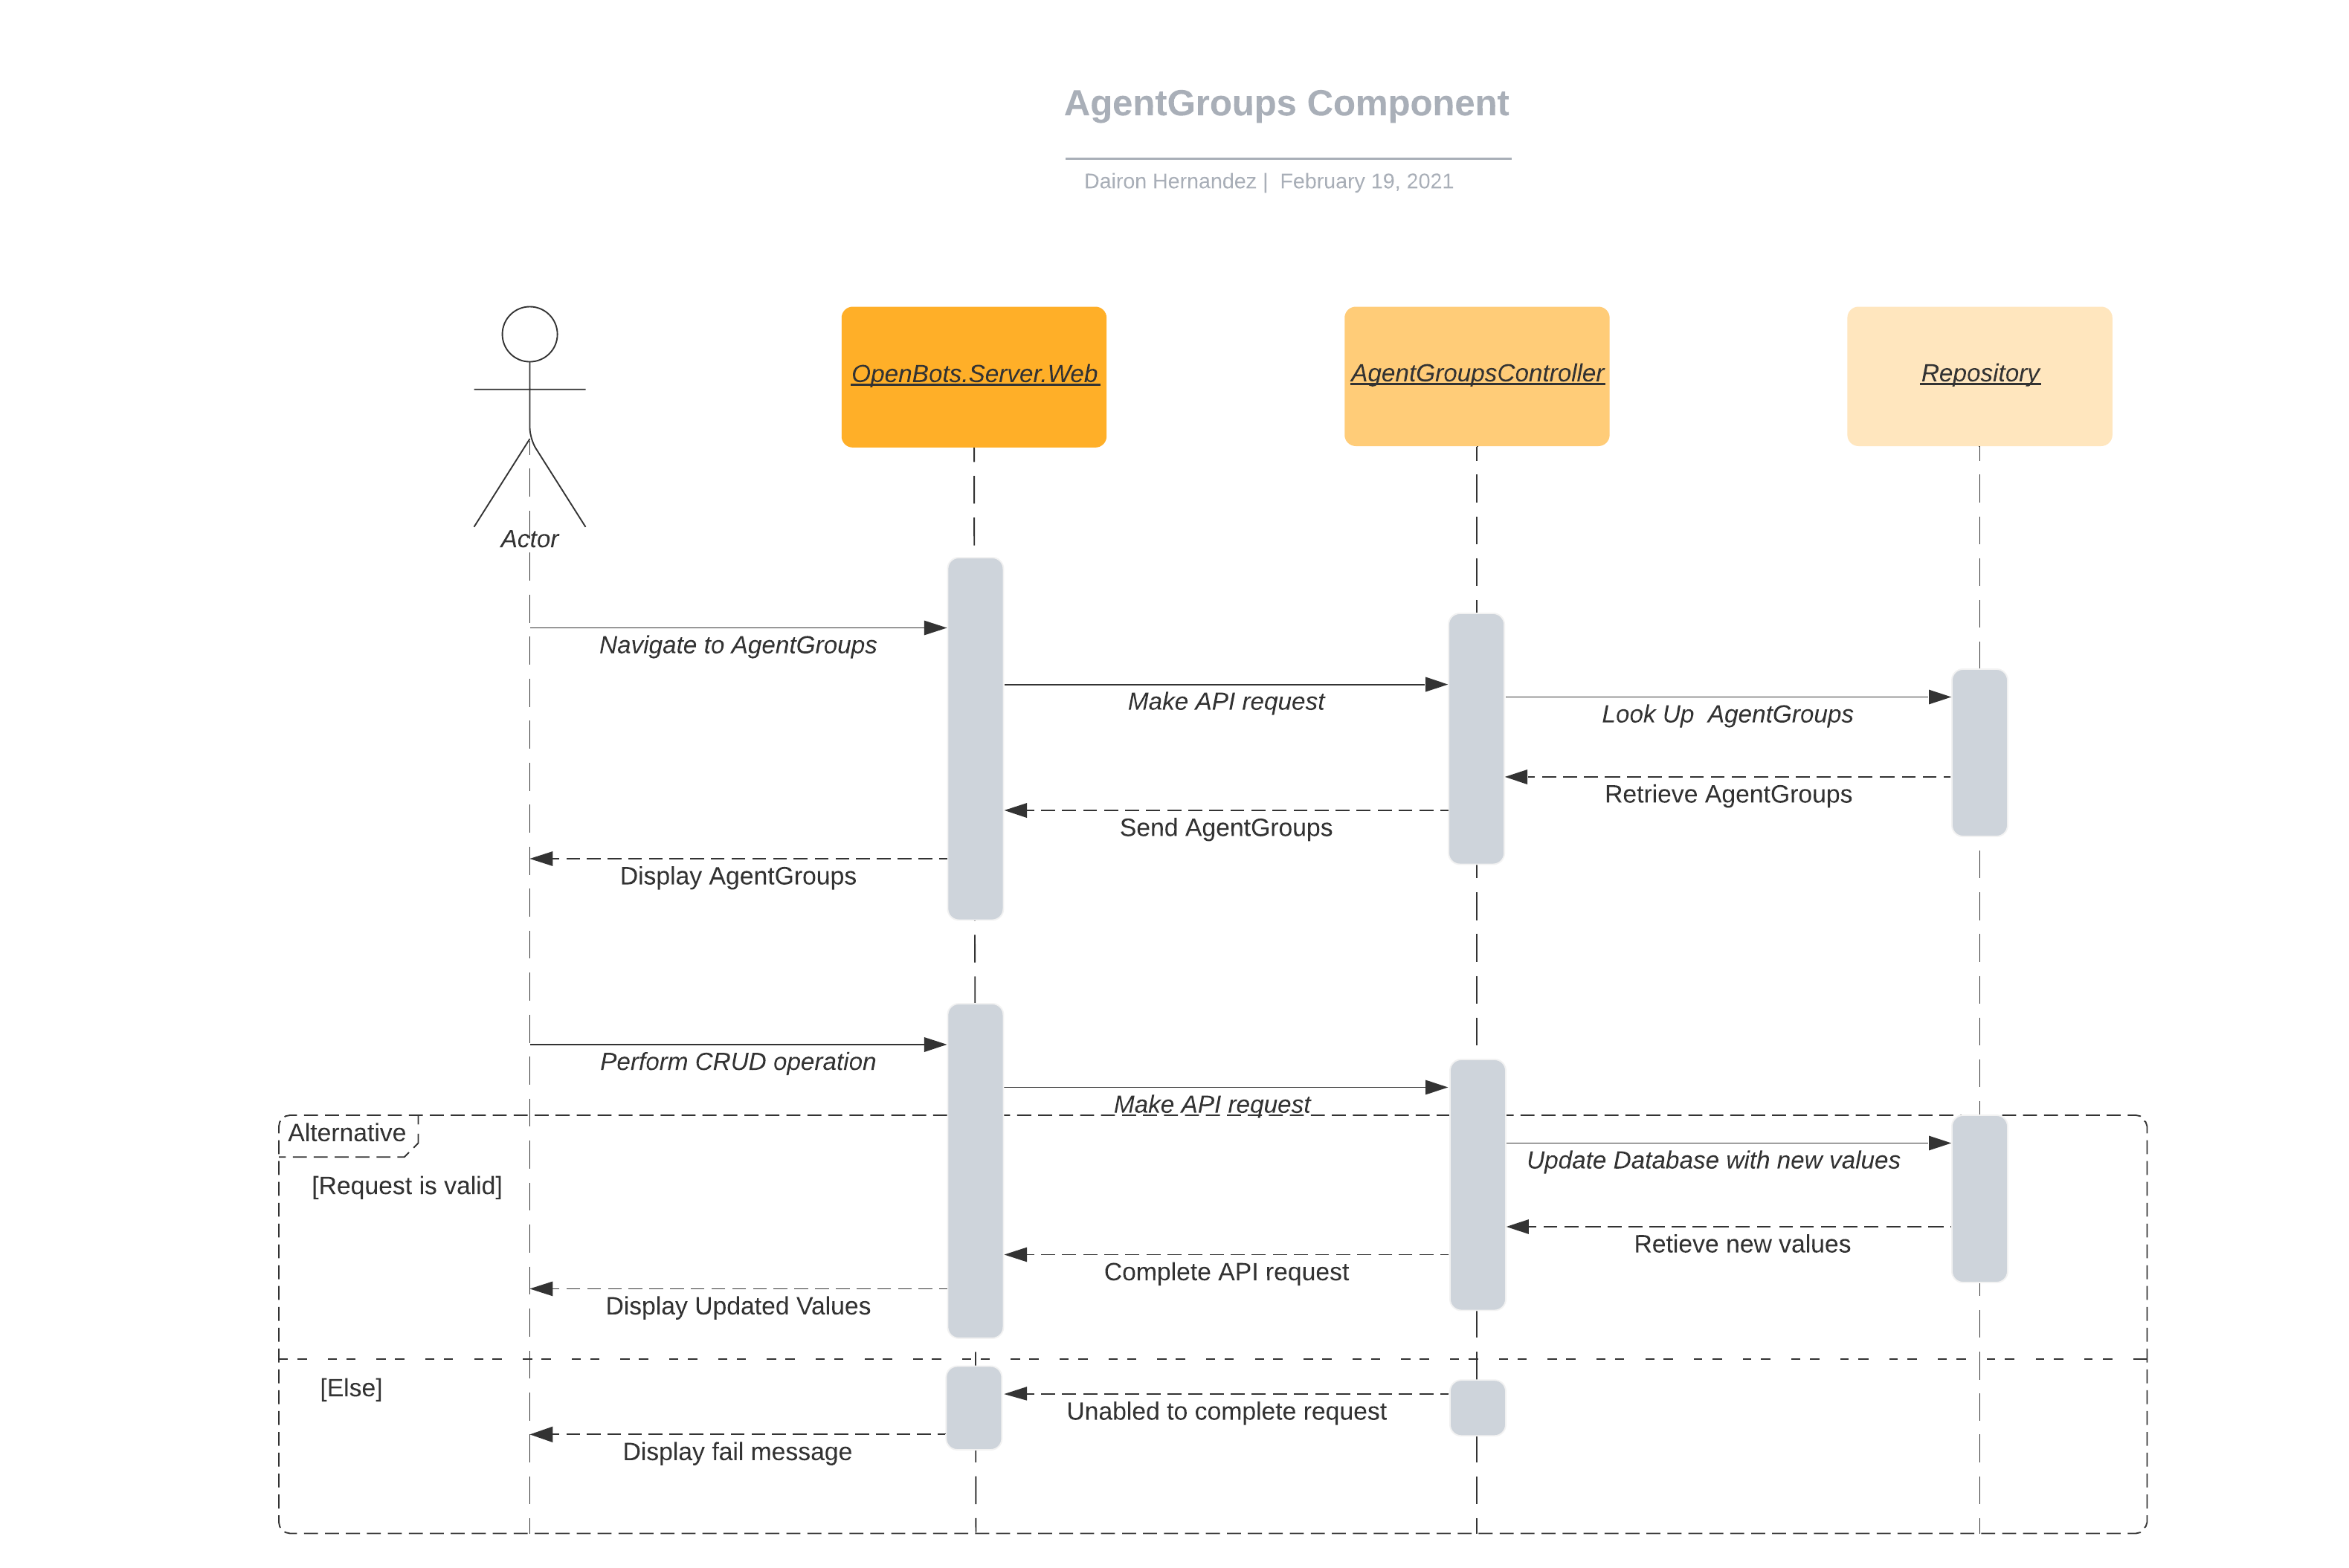 AgentGroups Component
Dairon Hernandez | February 19, 2021
OpenBots.Server.Web
AgentGroupsController
Repository
Actor
Navigate to AgentGroups
Make API request
Look Up AgentGroups
Retrieve AgentGroups
Send AgentGroups
Display AgentGroups
Perform CRUD operation
Make API request
Alternative
Update Database with new values
[Request is valid]
Retieve new values
Complete API request
Display Updated Values
[Else]
Unabled to complete request
Display fail message